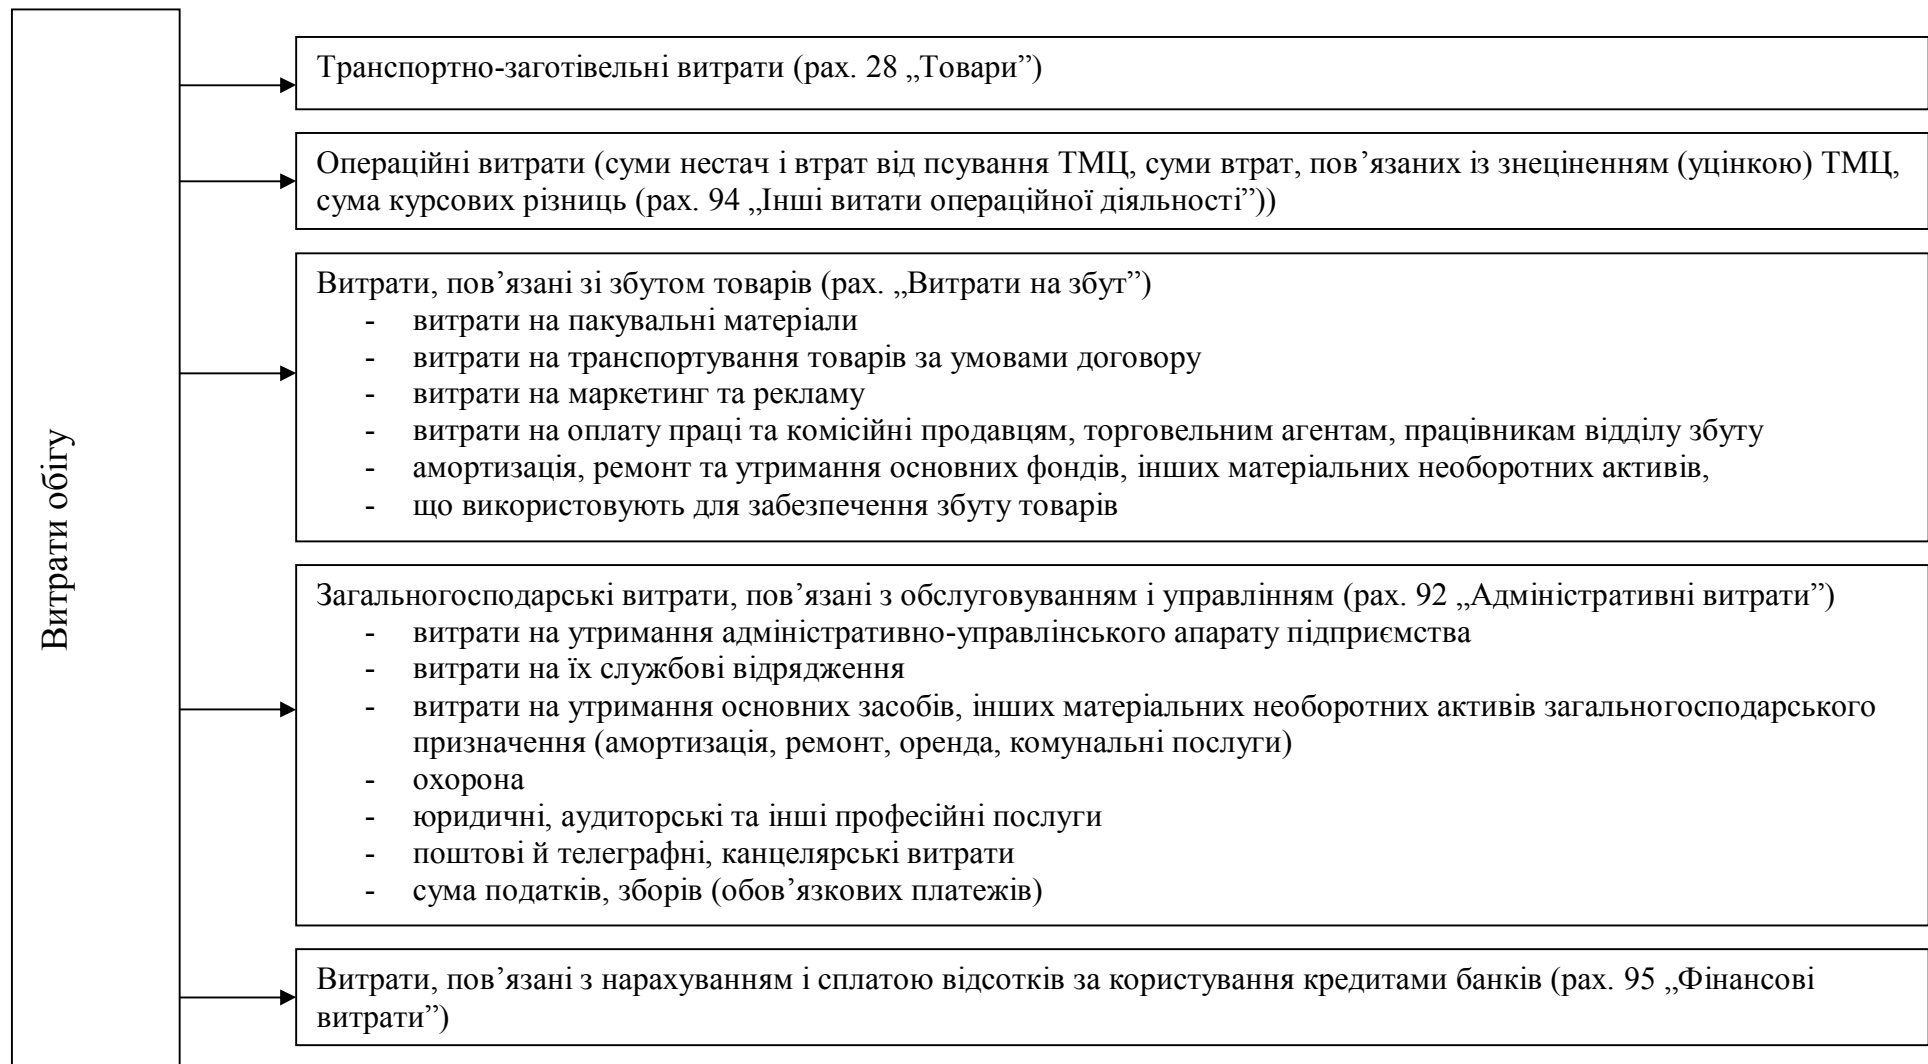 Витрати обігу
Транспортно-заготівельні витрати (рах. 28 „Товари”)
Операційні витрати (суми нестач і втрат від псування ТМЦ, суми втрат, пов’язаних із знеціненням (уцінкою) ТМЦ,
сума курсових різниць (рах. 94 „Інші витати операційної діяльності”))
Витрати, пов’язані зі збутом товарів (рах. „Витрати на збут”)
- витрати на пакувальні матеріали
- витрати на транспортування товарів за умовами договору
- витрати на маркетинг та рекламу
- витрати на оплату праці та комісійні продавцям, торговельним агентам, працівникам відділу збуту
- амортизація, ремонт та утримання основних фондів, інших матеріальних необоротних активів,
- що використовують для забезпечення збуту товарів
Загальногосподарські витрати, пов’язані з обслуговуванням і управлінням (рах. 92 „Адміністративні витрати”)
- витрати на утримання адміністративно-управлінського апарату підприємства
- витрати на їх службові відрядження
- витрати на утримання основних засобів, інших матеріальних необоротних активів загальногосподарського
призначення (амортизація, ремонт, оренда, комунальні послуги)
- охорона
- юридичні, аудиторські та інші професійні послуги
- поштові й телеграфні, канцелярські витрати
- сума податків, зборів (обов’язкових платежів)
Витрати, пов’язані з нарахуванням і сплатою відсотків за користування кредитами банків (рах. 95 „Фінансові
витрати”)